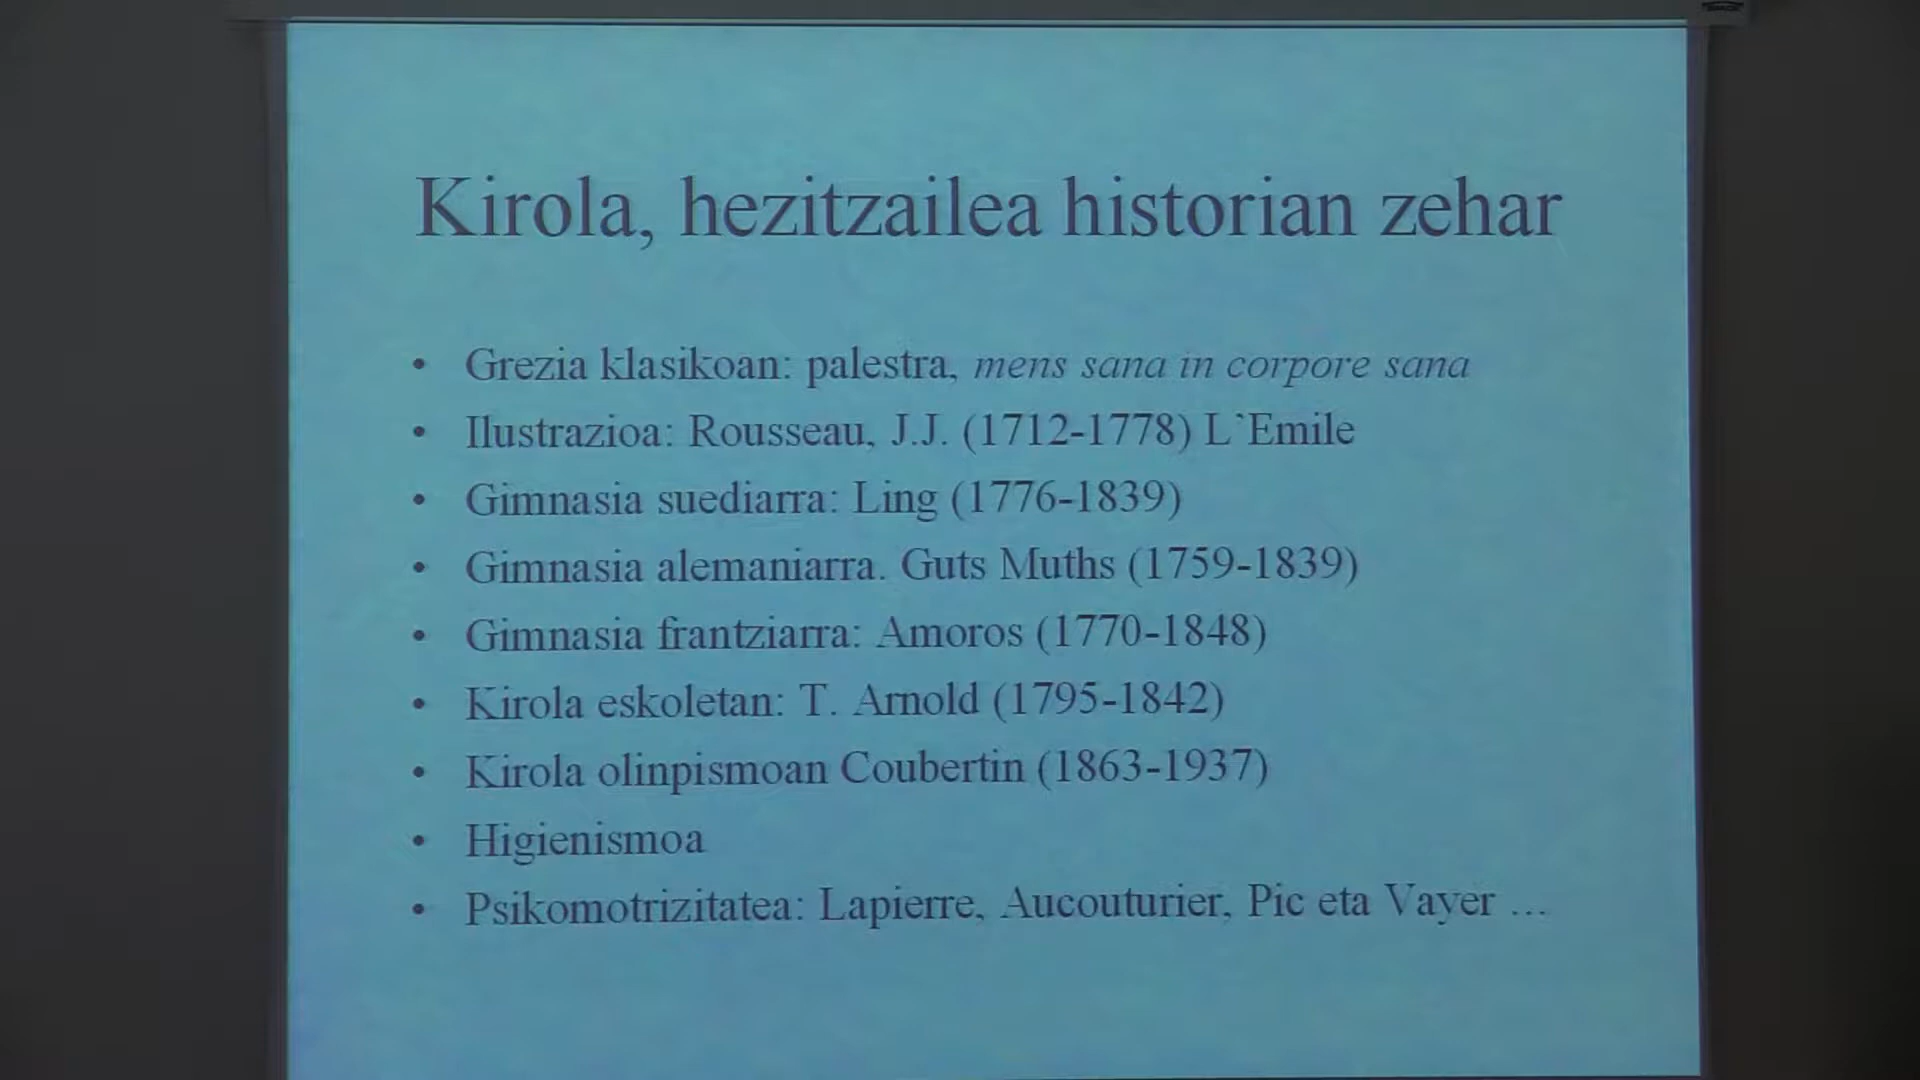 Kirola, hezitzailea historian zehar
• Grezia klasikoan: palestra, mens sana in corpore sana
• Ilustrazioa: Rousseau, J.J. (1712-1778) L`Emile
• Gimnasia suediarra: Ling (1776-1839)
• Gimnasia alemaniarra. Guts Muths (1759-1839)
• Gimnasia frantziarra: Amoros (1770-1848)
• Kirola eskoletan: T. Arnold (1795-1842)
• Kirola olinpismoan Coubertin (1863-1937)
• Higienismoa
• Psikomotrizitatea: Lapierre, Aucouturier, Pic eta Vayer ...